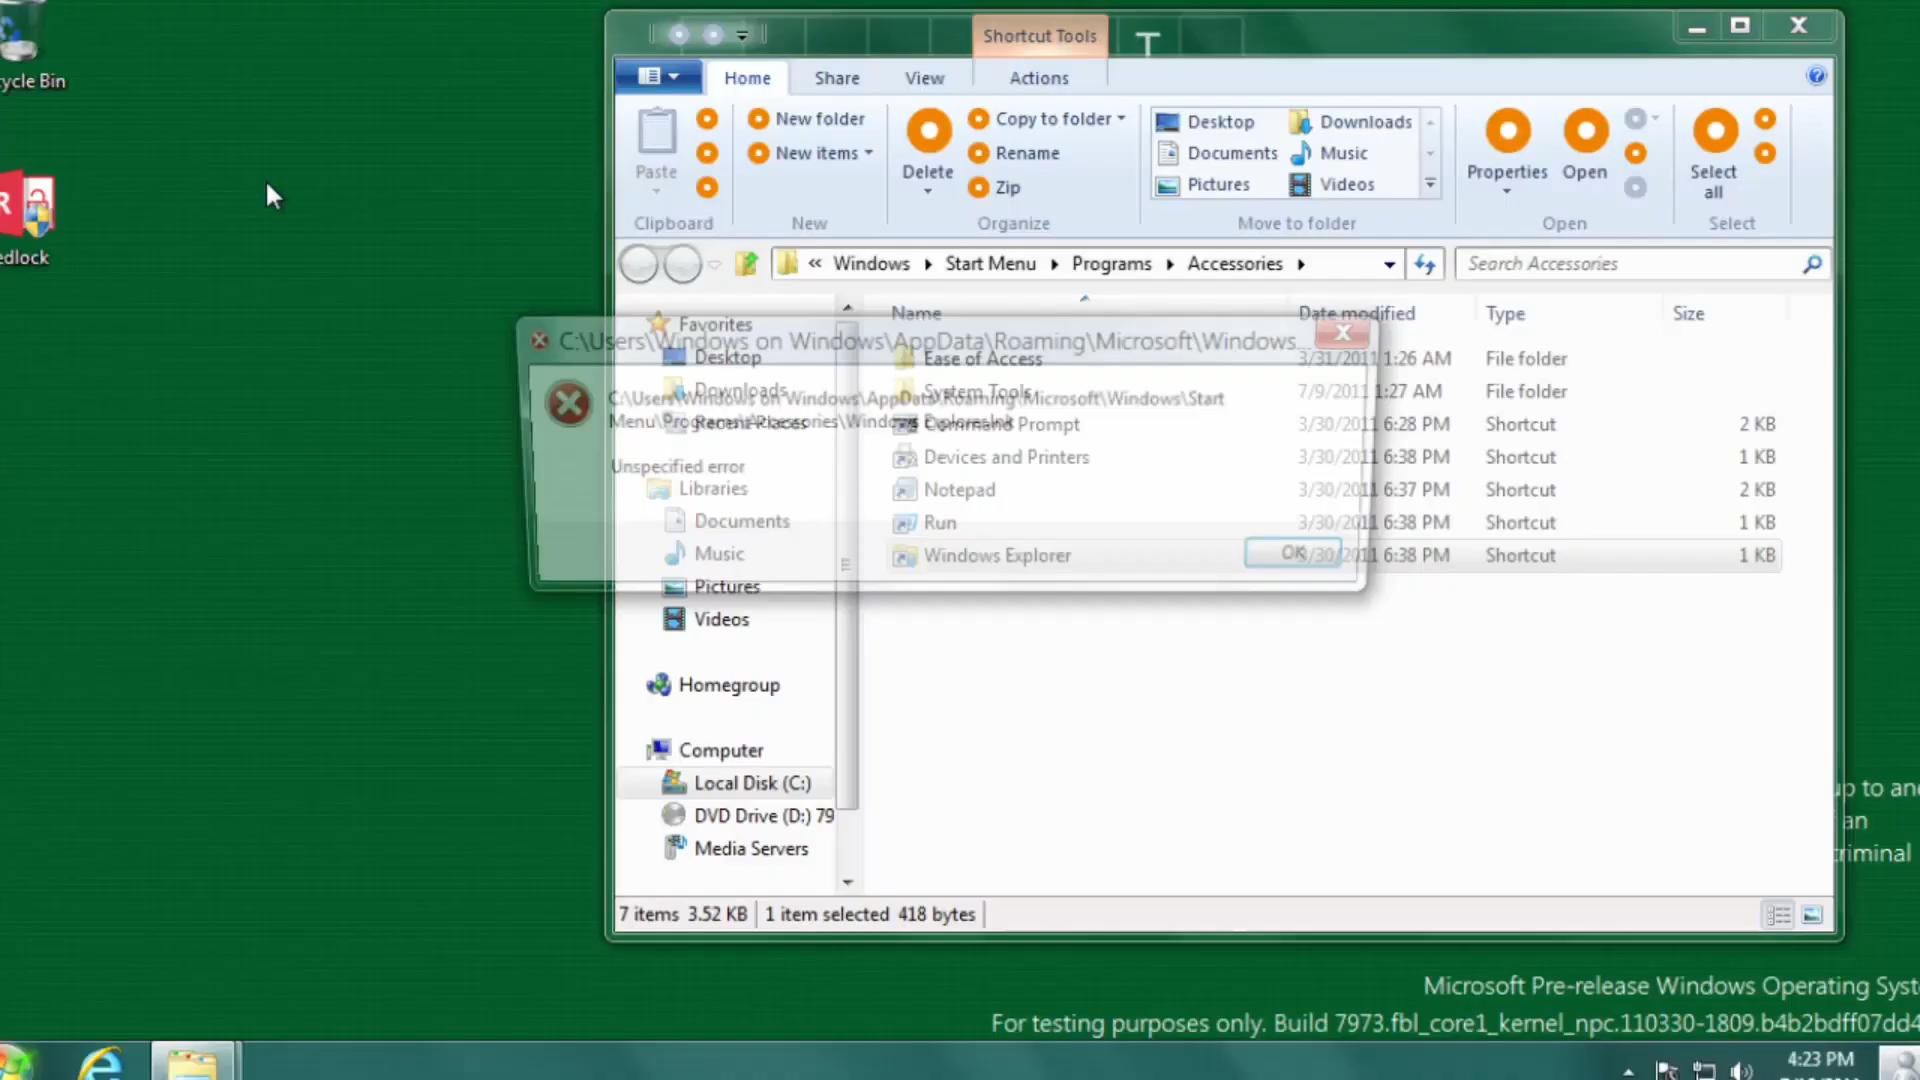 ycle Bin
R
edlock
Shortcut Tools
T
Home
Share
View
Actions
Paste
Clipboard
New folder
New items
New
Delete
Copy to folder
Rename
Zip
Organize
Desktop
Downloads
Documents
Music
Pictures
Videos
Move to folder
Properties
Open
Open
Select all
Select
« Windows Start Menu Programs Accessories
Search Accessories
Name Date modified Type Size
C:\Users\Windows on Windows\AppData\Roaming\Microsoft\Windows...
C:\Users\Windows on Windows\AppData\Roaming\Microsoft\Windows\Start
Menu\Programs\Accessories\Windows Explorer.lnk
Unspecified error
OK
Favorites
Desktop
Downloads
Recent Places
Libraries
Documents
Music
Pictures
Videos
Homegroup
Computer
Local Disk (C:)
DVD Drive (D:) 79
Media Servers
Ease of Access 3/31/2011 1:26 AM File folder
System Tools 7/9/2011 1:27 AM File folder
Command Prompt 3/30/2011 6:28 PM Shortcut 2 KB
Devices and Printers 3/30/2011 6:38 PM Shortcut 1 KB
Notepad 3/30/2011 6:37 PM Shortcut 2 KB
Run 3/30/2011 6:38 PM Shortcut 1 KB
Windows Explorer 3/30/2011 6:38 PM Shortcut 1 KB
7 items 3.52 KB 1 item selected 418 bytes
up to and
an
criminal
Microsoft Pre-release Windows Operating Syst
For testing purposes only. Build 7973.fbl_core1_kernel_npc.110330-1809.b4b2bdff07dd4
4:23 PM